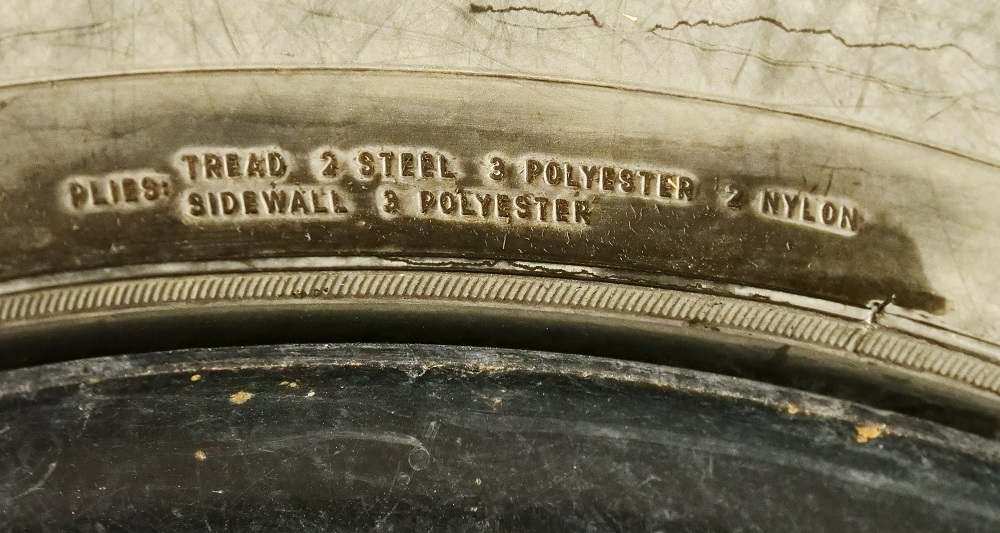 PLIES: TREAD 2 STEEL 3 POLYESTER 2 NYLON
SIDEWALL 3 POLYESTER